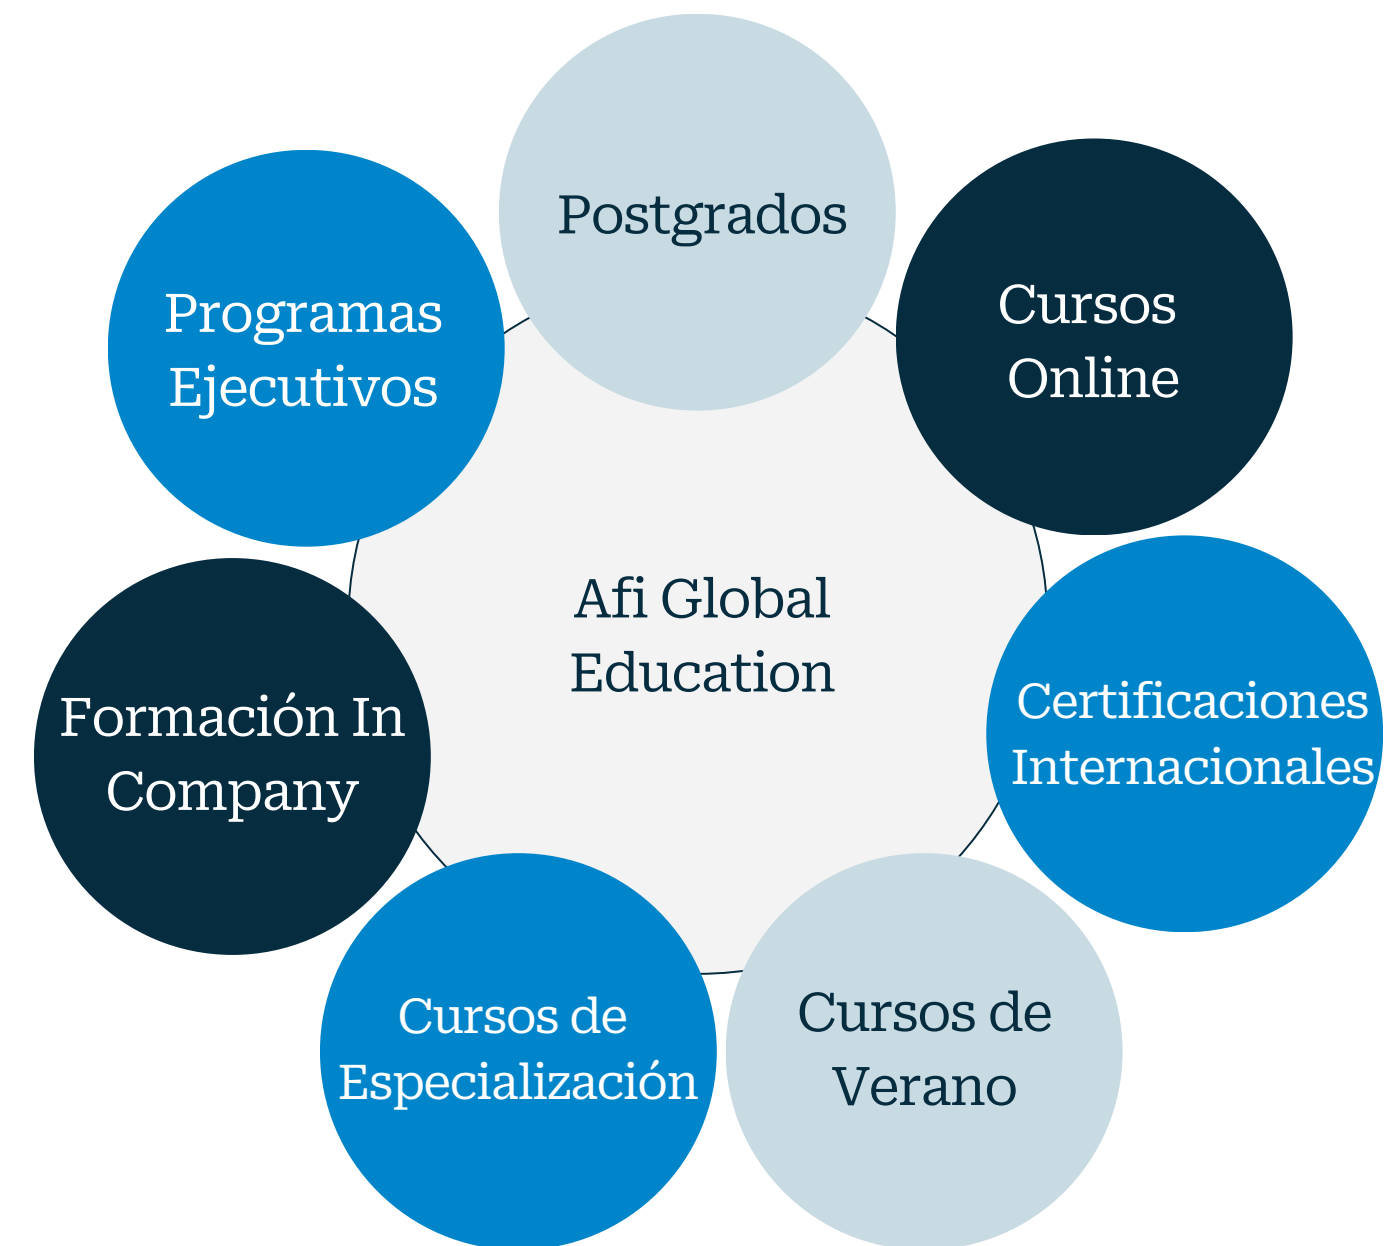 Postgrados
Cursos
Online
Programas
Ejecutivos
Afi Global
Education
Certificaciones
Internacionales
Formación In
Company
Cursos de
Especialización
Cursos de
Verano